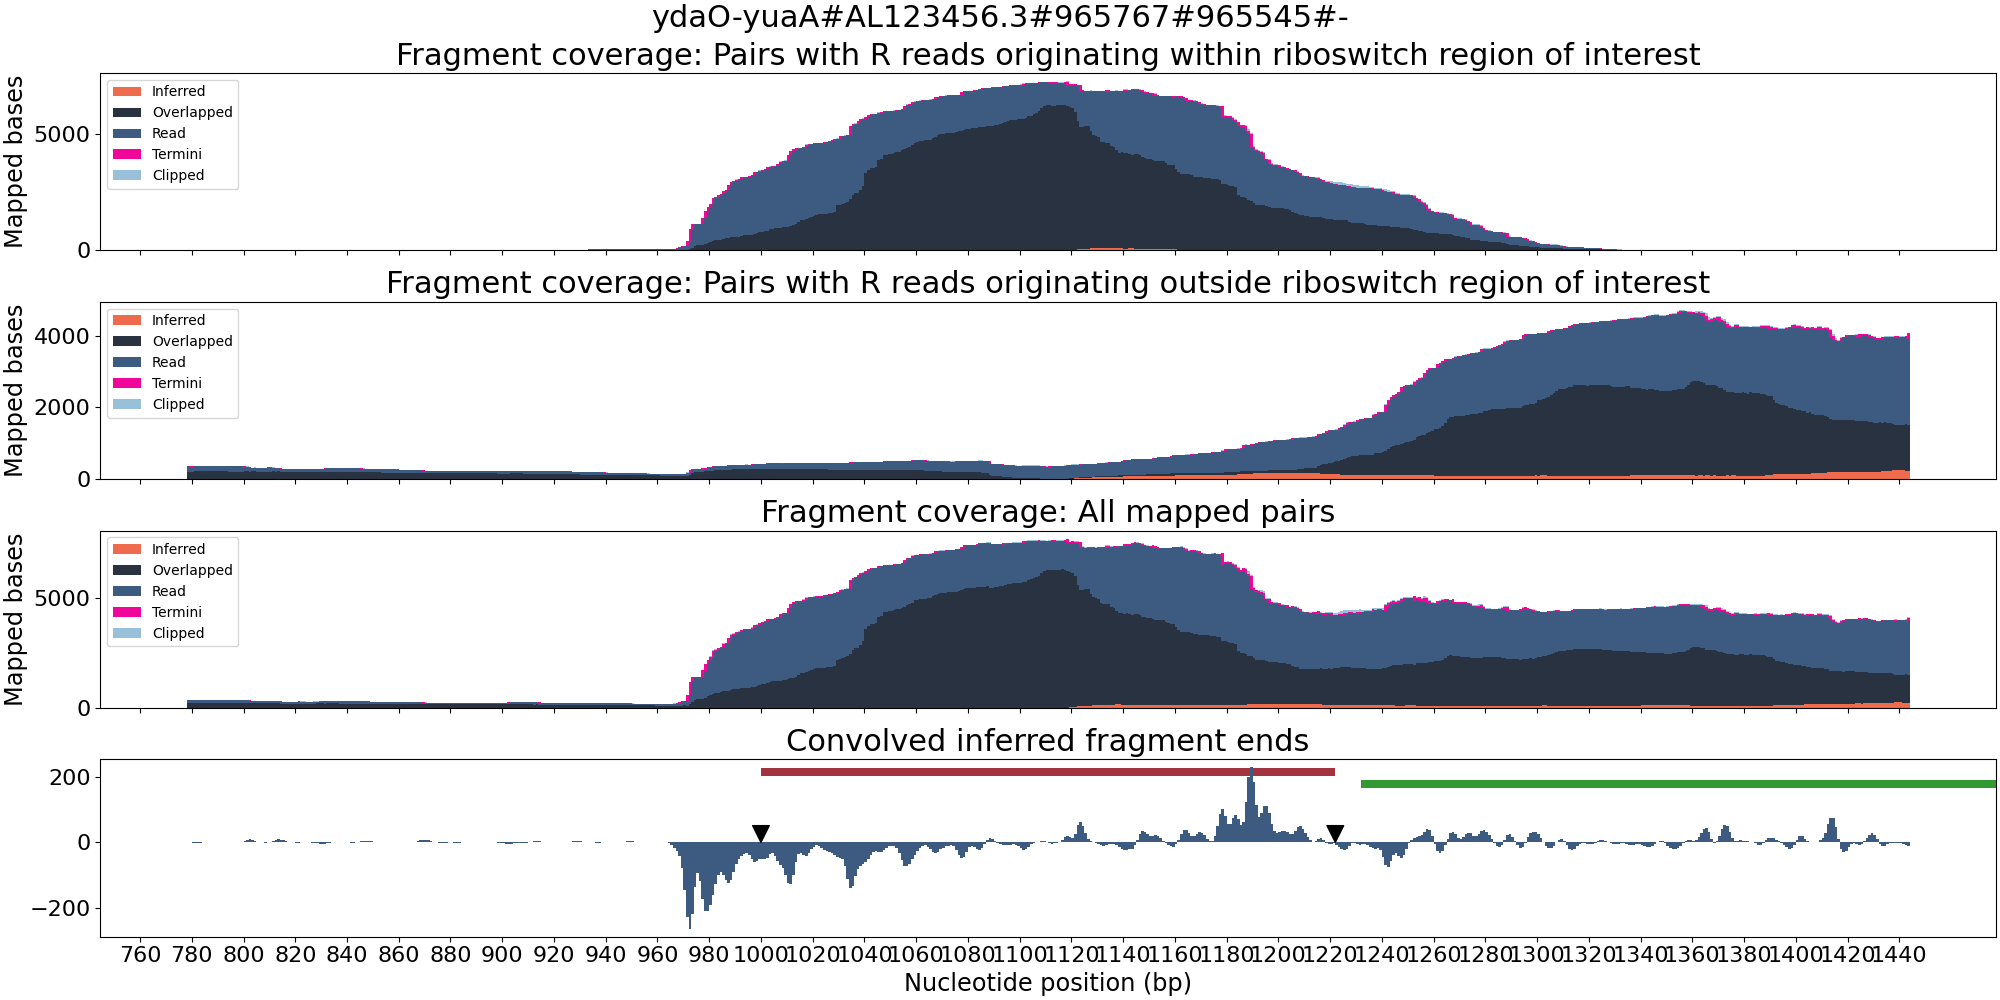 ydaO-yuaA#AL123456.3#965767#965545#-
Fragment coverage: Pairs with R reads originating within riboswitch region of interest
Mapped bases
5000
0
Inferred
Overlapped
Read
Termini
Clipped
Fragment coverage: Pairs with R reads originating outside riboswitch region of interest
Mapped bases
4000
2000
0
Inferred
Overlapped
Read
Termini
Clipped
Fragment coverage: All mapped pairs
Mapped bases
5000
0
Inferred
Overlapped
Read
Termini
Clipped
Convolved inferred fragment ends
200
0
−200
760 780 800 820 840 860 880 900 920 940 960 980 1000 1020 1040 1060 1080 1100 1120 1140 1160 1180 1200 1220 1240 1260 1280 1300 1320 1340 1360 1380 1400 1420 1440
Nucleotide position (bp)